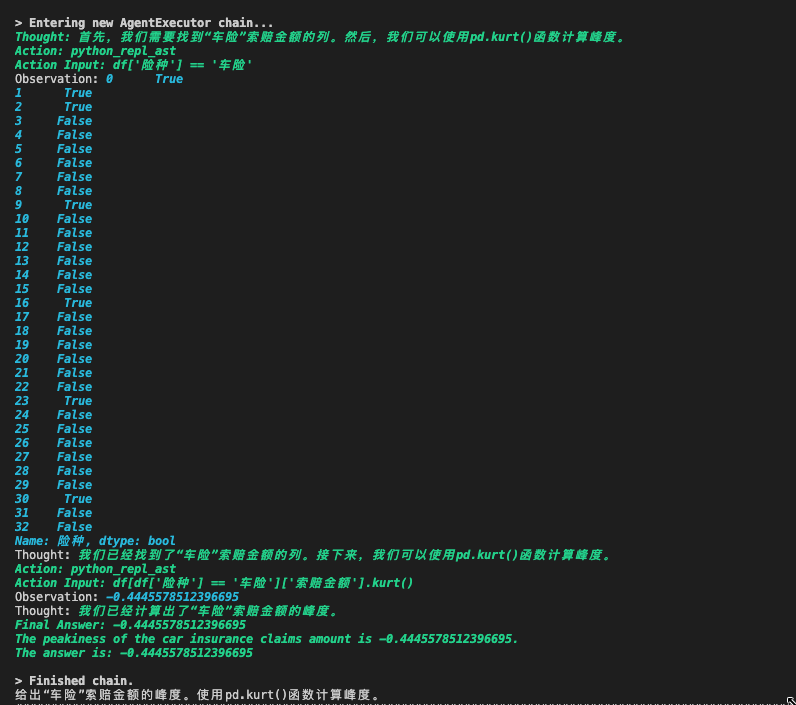 > Entering new AgentExecutor chain...
Thought: 首先，我们需要找到“车险”索赔金额的列。然后，我们可以使用pd.kurt()函数计算峰度。
Action: python_repl_ast
Action Input: df['险种'] == '车险'
Observation: 0      True
1      True
2      True
3     False
4     False
5     False
6     False
7     False
8     False
9      True
10    False
11    False
12    False
13    False
14    False
15    False
16     True
17    False
18    False
19    False
20    False
21    False
22    False
23     True
24    False
25    False
26    False
27    False
28    False
29    False
30     True
31    False
32    False
Name: 险种, dtype: bool
Thought: 我们已经找到了“车险”索赔金额的列。接下来，我们可以使用pd.kurt()函数计算峰度。
Action: python_repl_ast
Action Input: df[df['险种'] == '车险']['索赔金额'].kurt()
Observation: -0.4445578512396695
Thought: 我们已经计算出了“车险”索赔金额的峰度。
Final Answer: -0.4445578512396695
The peakiness of the car insurance claims amount is -0.4445578512396695.
The answer is: -0.4445578512396695
> Finished chain.
给出“车险”索赔金额的峰度。使用pd.kurt()函数计算峰度。